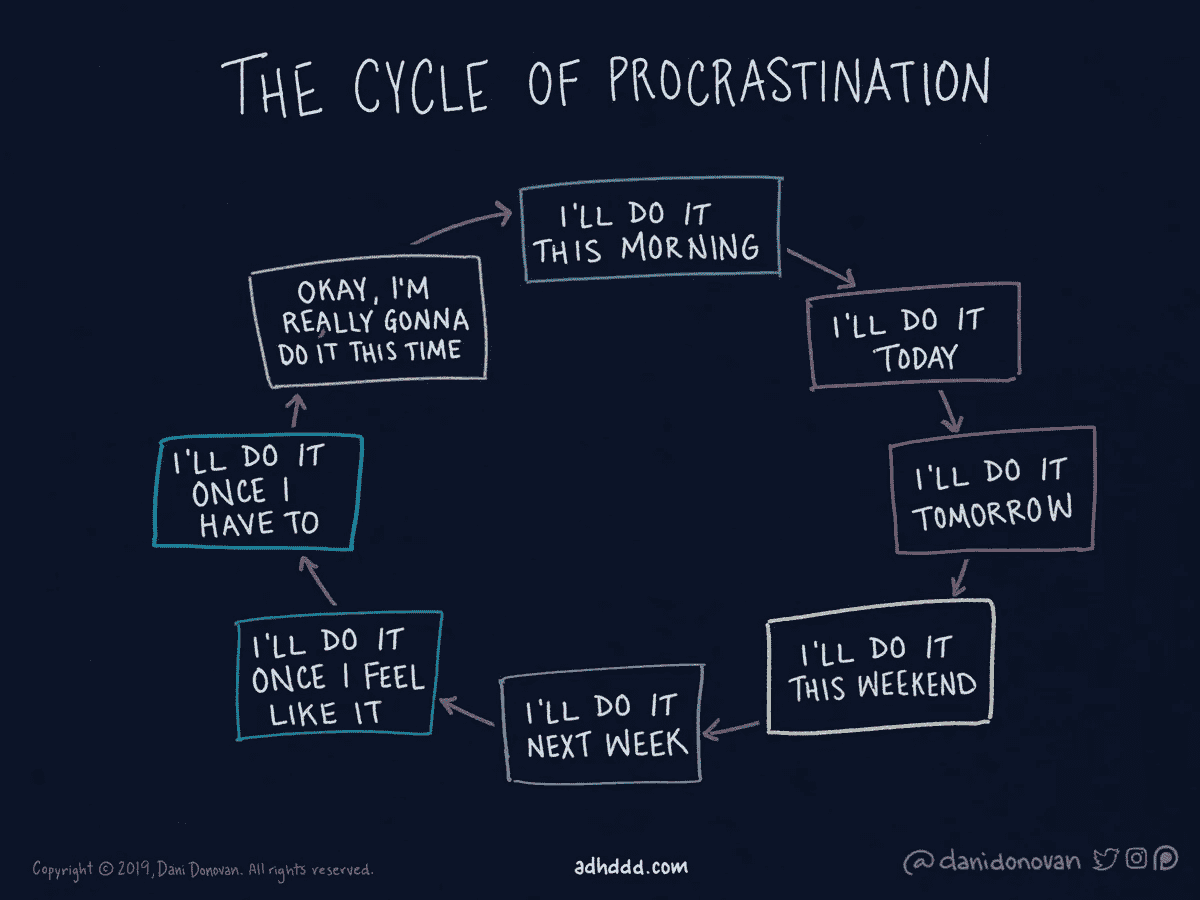 THE CYCLE OF PROCRASTINATION
I'LL DO IT
THIS MORNING
I'LL DO IT
TODAY
I'LL DO IT
TOMORROW
I'LL DO IT
THIS WEEKEND
I'LL DO IT
NEXT WEEK
I'LL DO IT
ONCE I FEEL
LIKE IT
I'LL DO IT
ONCE I
HAVE TO
OKAY, I'M
REALLY GONNA
DO IT THIS TIME
Copyright © 2019, Dani Donovan. All rights reserved.
adhddd.com
@danidonovan